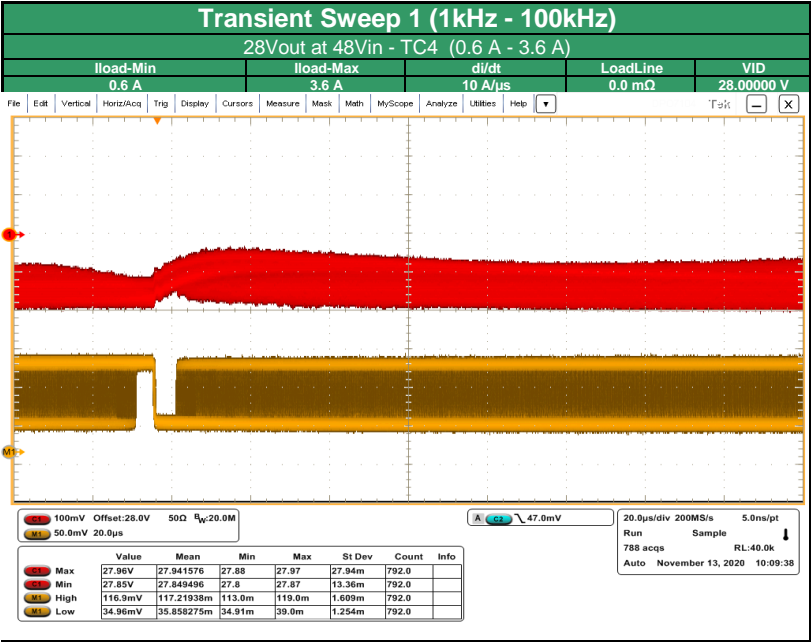 Transient Sweep 1 (1kHz - 100kHz)
28Vout at 48Vin - TC4 (0.6 A - 3.6 A)
Iload-Min Iload-Max di/dt LoadLine VID
0.6 A 3.6 A 10 A/µs 0.0 mΩ 28.00000 V
File Edit Vertical Horiz/Acq Trig Display Cursors Measure Mask Math MyScope Analyze Utilities Help ▼ Tek — X
1
M1
C1 100mV Offset:28.0V 50Ω BW:20.0M
M1 50.0mV 20.0µs
A C2 47.0mV
20.0µs/div 200MS/s 5.0ns/pt
Run Sample
788 acqs RL:40.0k
Auto November 13, 2020 10:09:38
Value Mean Min Max St Dev Count Info
C1 Max 27.96V 27.941576 27.88 27.97 27.94m 792.0
C1 Min 27.85V 27.849496 27.8 27.87 13.36m 792.0
M1 High 116.9mV 117.21938m 113.0m 119.0m 1.609m 792.0
M1 Low 34.96mV 35.858275m 34.91m 39.0m 1.254m 792.0